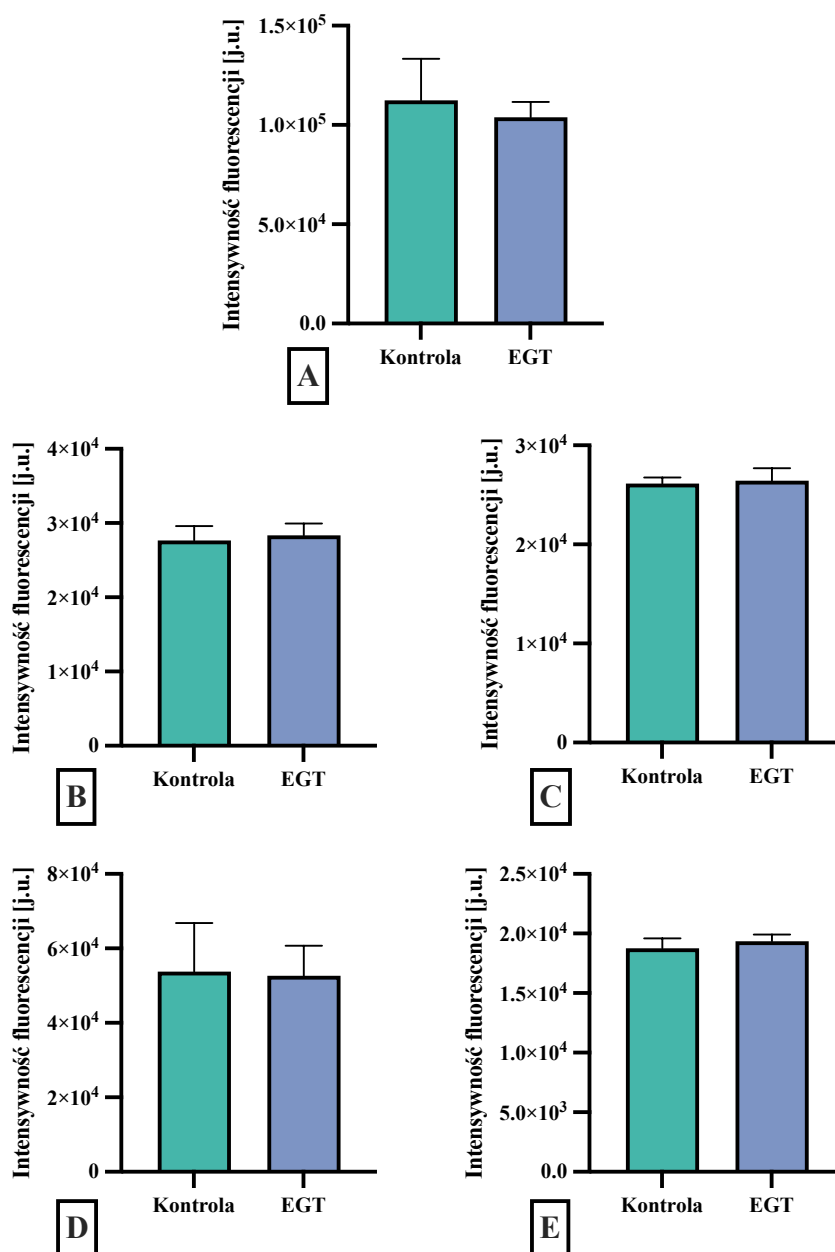 Intensywność fluorescencji [j.u.]
1.5×10⁵
1.0×10⁵
5.0×10⁴
0.0
Kontrola EGT
A
Intensywność fluorescencji [j.u.]
4×10⁴
3×10⁴
2×10⁴
1×10⁴
0
Kontrola EGT
B
Intensywność fluorescencji [j.u.]
3×10⁴
2×10⁴
1×10⁴
0
Kontrola EGT
C
Intensywność fluorescencji [j.u.]
8×10⁴
6×10⁴
4×10⁴
2×10⁴
0
Kontrola EGT
D
Intensywność fluorescencji [j.u.]
2.5×10⁴
2.0×10⁴
1.5×10⁴
1.0×10⁴
5.0×10³
0.0
Kontrola EGT
E